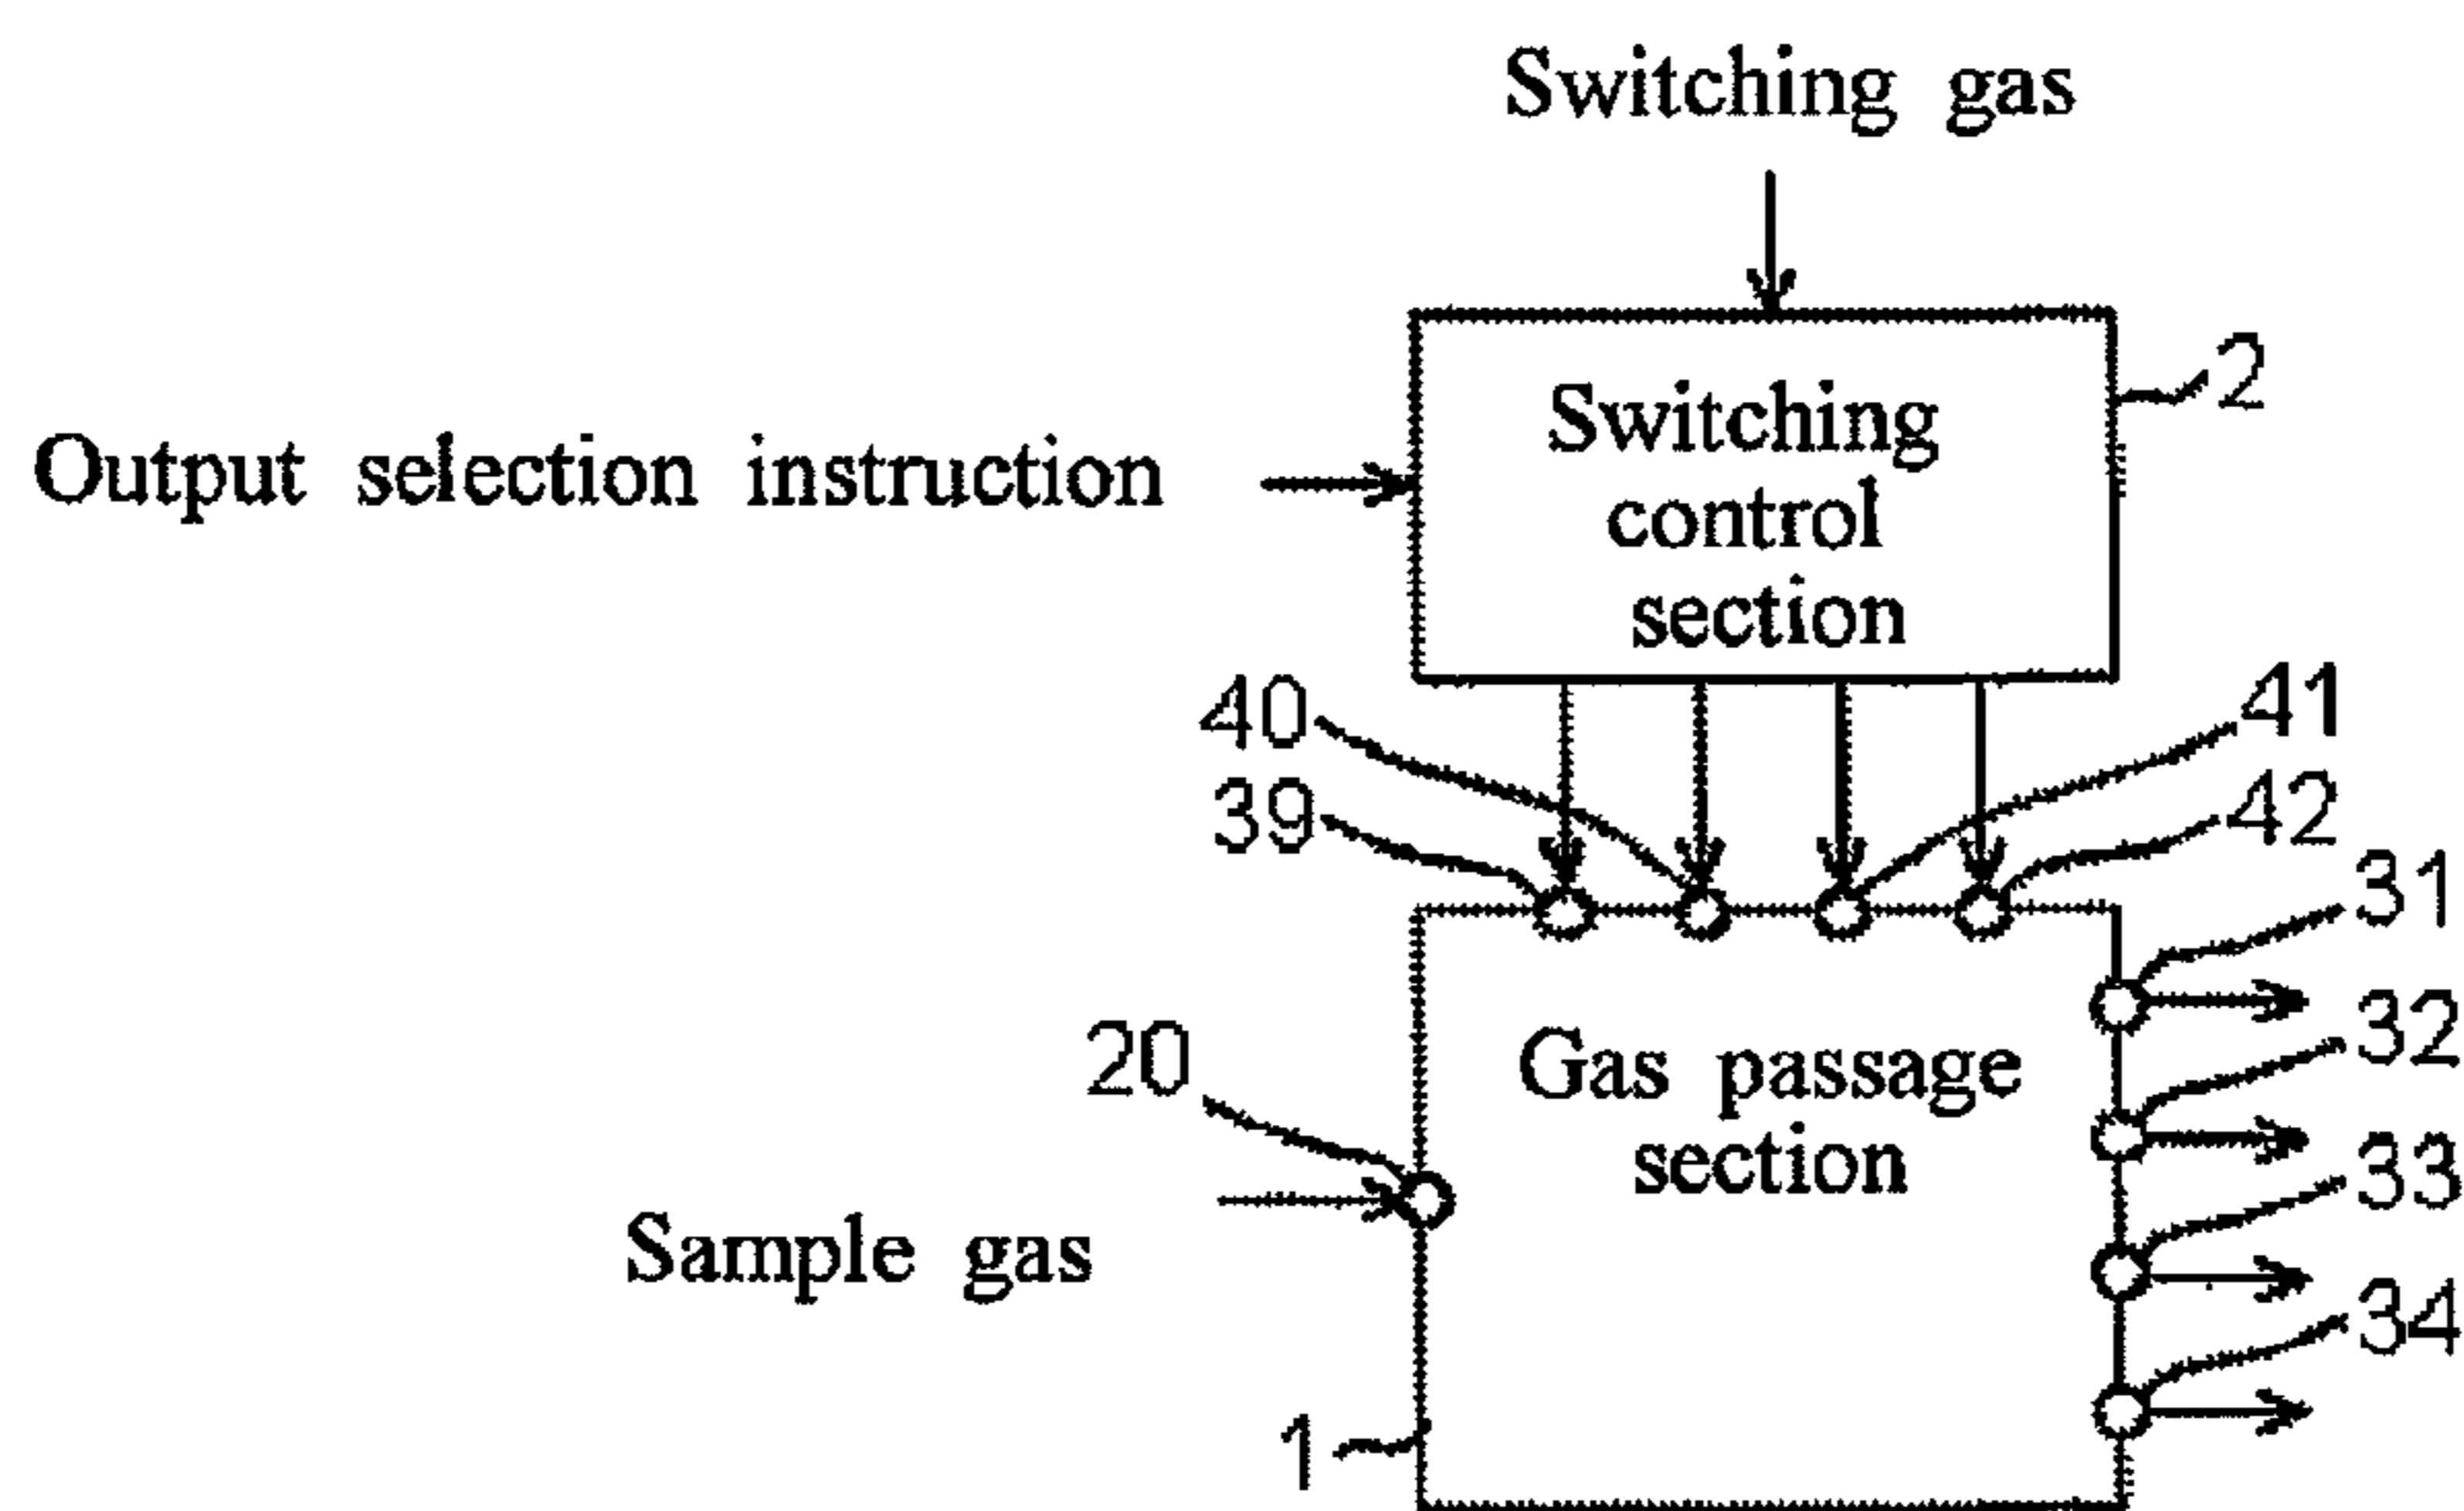 Switching gas
2
Switching
control
section
Output selection instruction
40
41
39
42
31
20
Gas passage
section
32
33
Sample gas
34
1